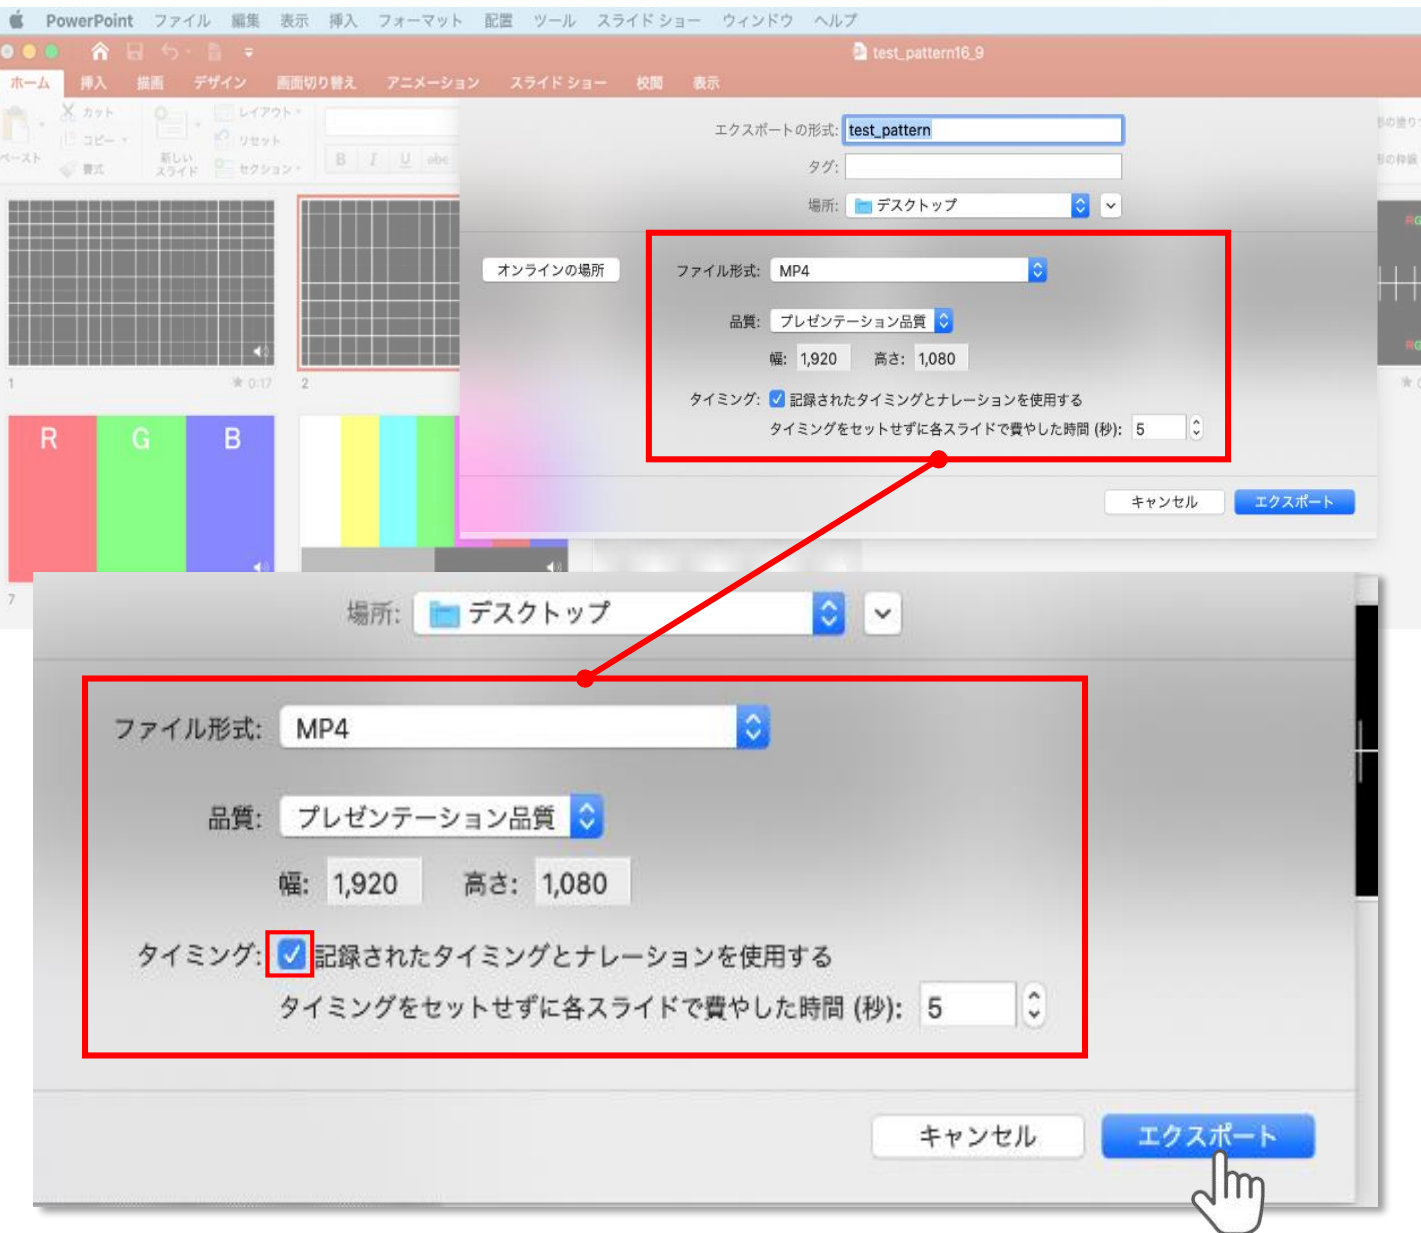 PowerPoint ファイル 編集 表示 挿入 フォーマット 配置 ツール スライド ショー ウィンドウ ヘルプ
test_pattern16_9
ホーム 挿入 描画 デザイン 画面切り替え アニメーション スライド ショー 校閲 表示
カット
コピー
ペースト
書式
新しい
スライド
レイアウト
リセット
セクション
B I U abc
エクスポートの形式: test_pattern
タグ:
場所: デスクトップ
形の枠線
オンラインの場所
ファイル形式: MP4
品質: プレゼンテーション品質
幅: 1,920 高さ: 1,080
タイミング: 記録されたタイミングとナレーションを使用する
タイミングをセットせずに各スライドで費やした時間 (秒): 5
キャンセル エクスポート
1 0:17 2
R G B
7
場所: デスクトップ
ファイル形式: MP4
品質: プレゼンテーション品質
幅: 1,920 高さ: 1,080
タイミング: 記録されたタイミングとナレーションを使用する
タイミングをセットせずに各スライドで費やした時間 (秒): 5
キャンセル エクスポート